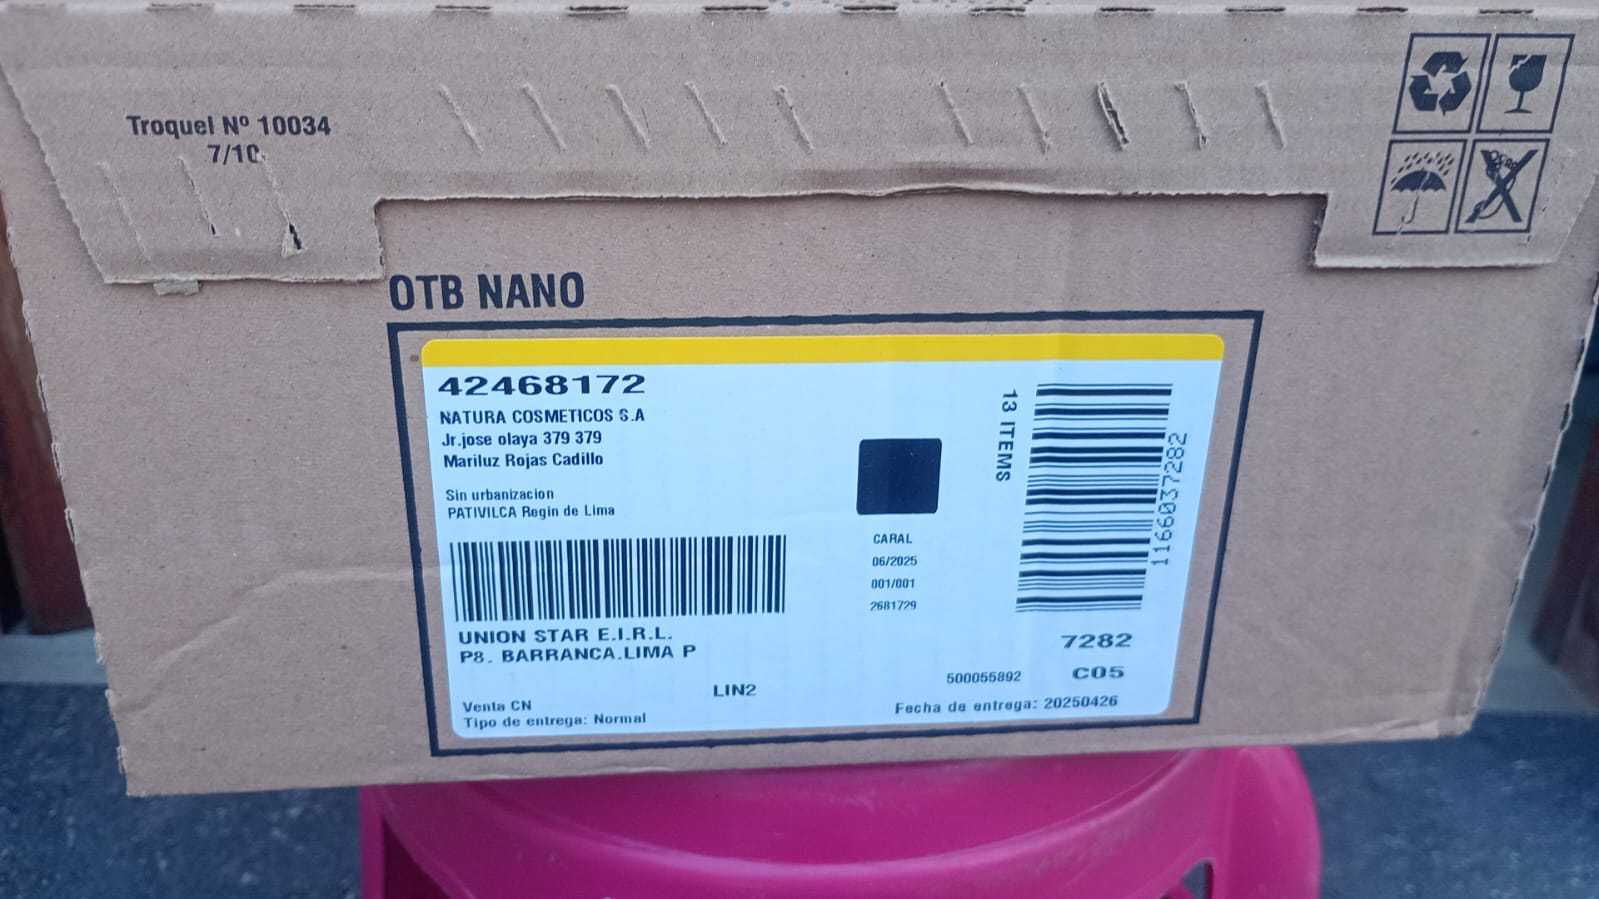 Troquel Nº 10034
7/10
OTB NANO
42468172
NATURA COSMETICOS S.A
Jr.jose olaya 379 379
Mariluz Rojas Cadillo
Sin urbanizacion
PATIVILCA Regin de Lima
UNION STAR E.I.R.L.
P8. BARRANCA.LIMA P
LIN2
Venta CN
Tipo de entrega: Normal
CARAL
06/2025
001/001
2681729
13 ITEMS
1166037282
7282
500055892
C05
Fecha de entrega: 20250426